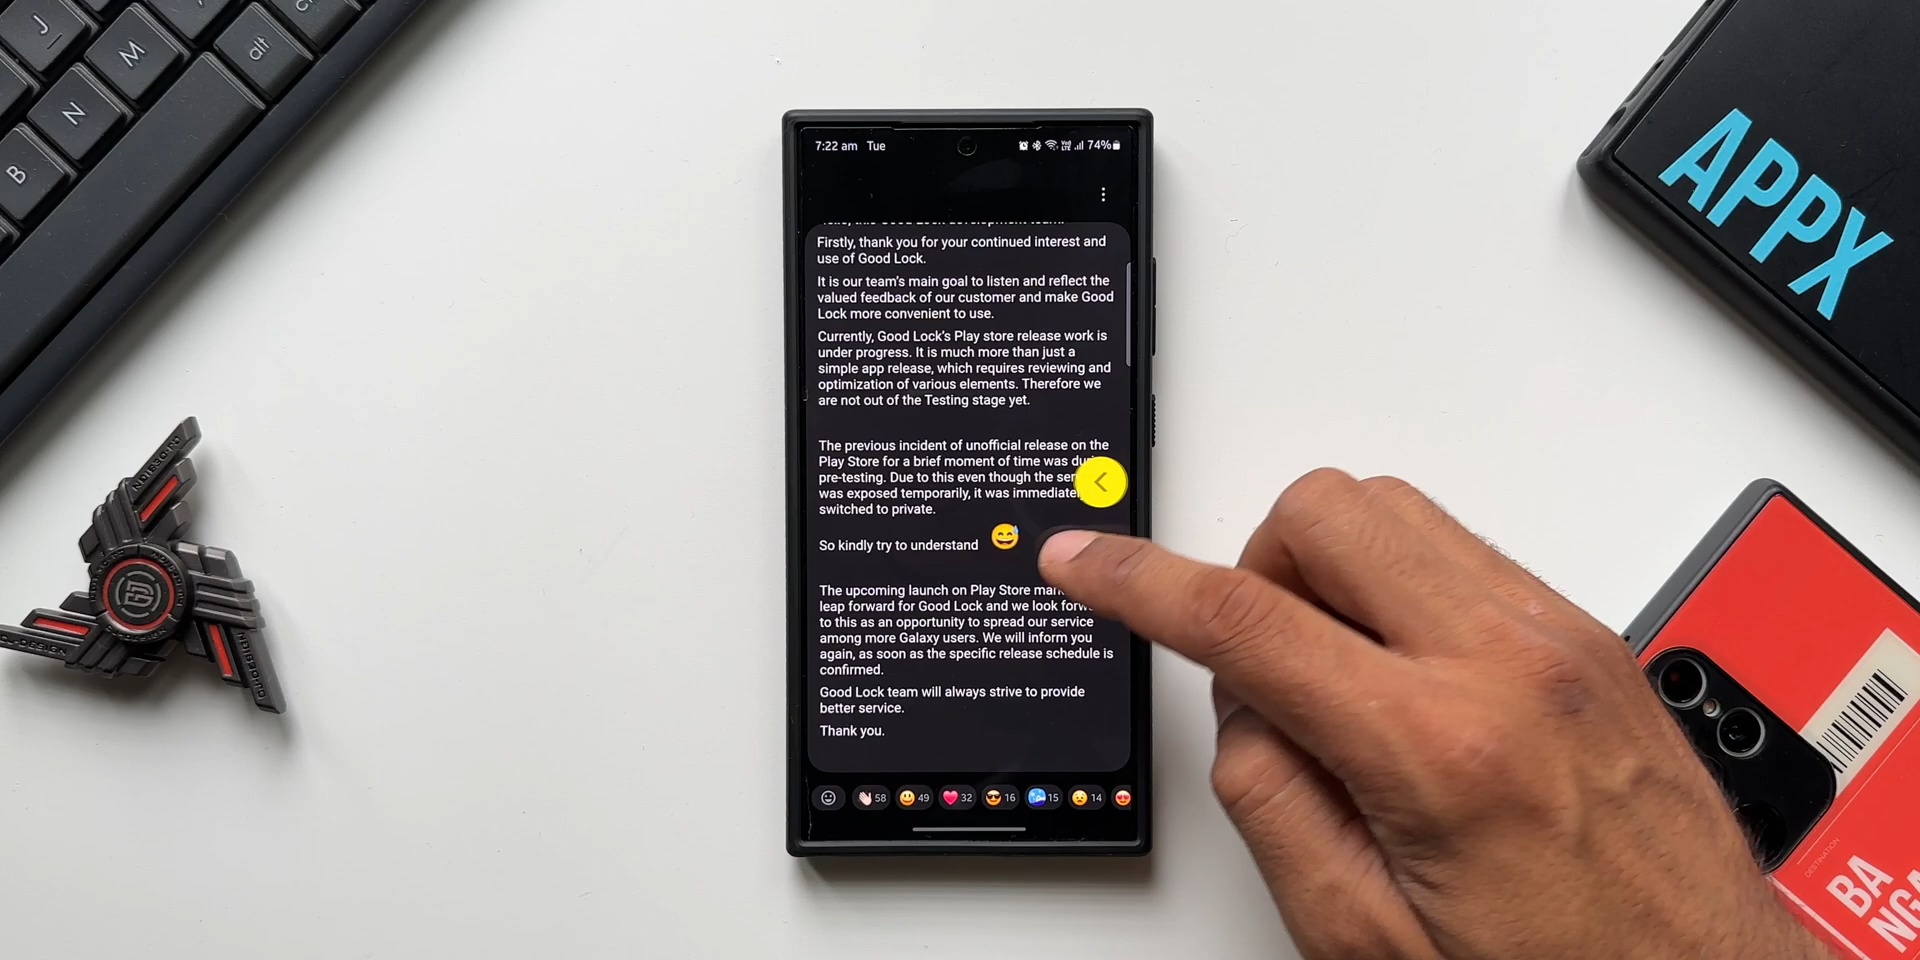 J
M
alt
N
B
7:22 am Tue
74%
Firstly, thank you for your continued interest and
use of Good Lock.
It is our team's main goal to listen and reflect the
valued feedback of our customer and make Good
Lock more convenient to use.
Currently, Good Lock's Play store release work is
under progress. It is much more than just a
simple app release, which requires reviewing and
optimization of various elements. Therefore we
are not out of the Testing stage yet.
The previous incident of unofficial release on the
Play Store for a brief moment of time was
pre-testing. Due to this even though the
was exposed temporarily, it was
switched to private.
So kindly try to understand 😅
The upcoming launch on Play Store
leap forward for Good Lock and we look
to this as an opportunity to spread our service
among more Galaxy users. We will inform you
again, as soon as the specific release schedule is
confirmed.
Good Lock team will always strive to provide
better service.
Thank you.
58 49 32 16 15 14
APPX
DESTINATION
BA
NGA